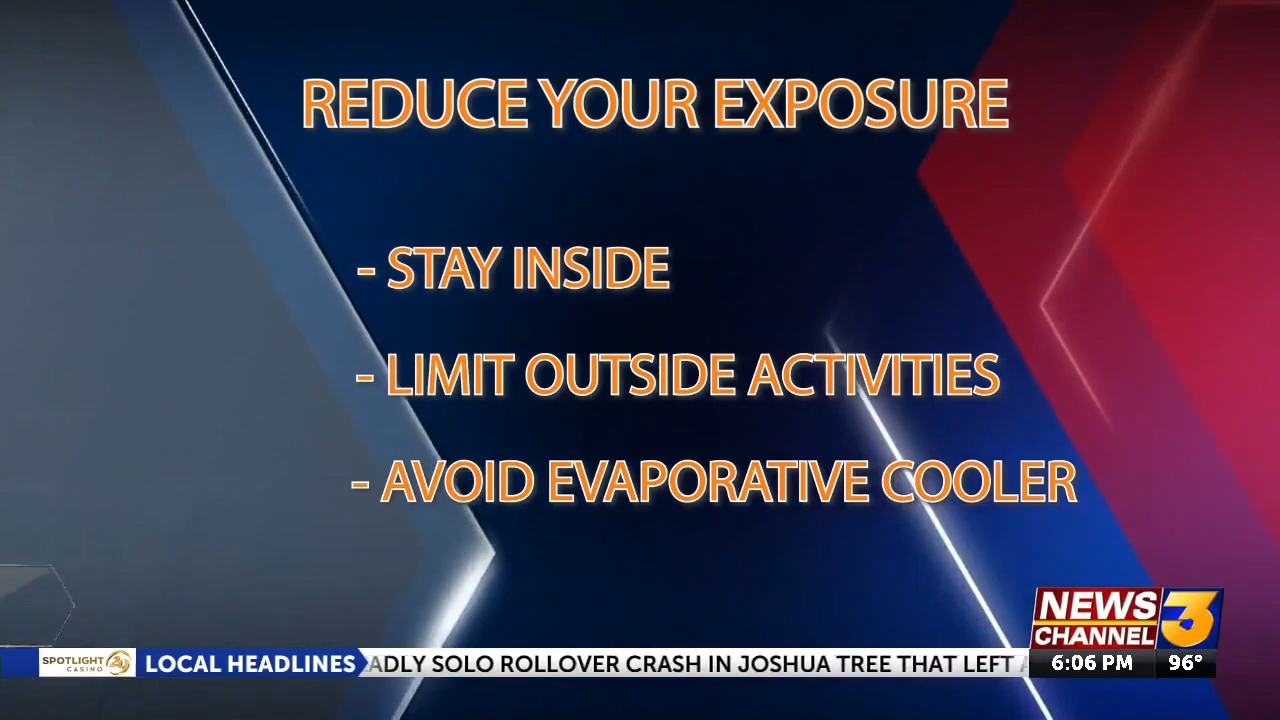 REDUCE YOUR EXPOSURE
- STAY INSIDE
- LIMIT OUTSIDE ACTIVITIES
- AVOID EVAPORATIVE COOLER
NEWS
CHANNEL 3
SPOTLIGHT 29
CASINO
LOCAL HEADLINES
ADLY SOLO ROLLOVER CRASH IN JOSHUA TREE THAT LEFT
6:06 PM 96°